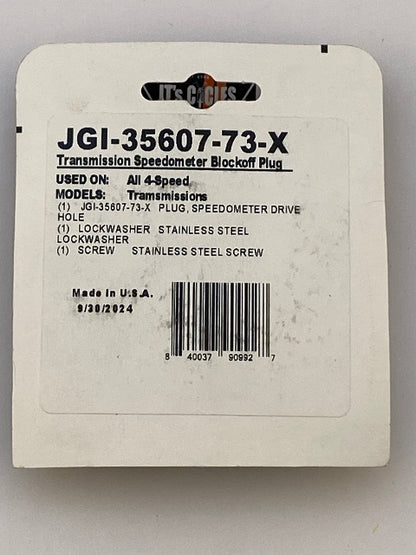 IT's CyCLES
JGI-35607-73-X
Transmission Speedometer Blockoff Plug
USED ON: All 4-Speed
MODELS: Transmissions
(1) JGI-35607-73-X PLUG, SPEEDOMETER DRIVE
HOLE
(1) LOCKWASHER STAINLESS STEEL
LOCKWASHER
(1) SCREW STAINLESS STEEL SCREW
Made in U.S.A.
9/30/2024
8 40037 90992 7